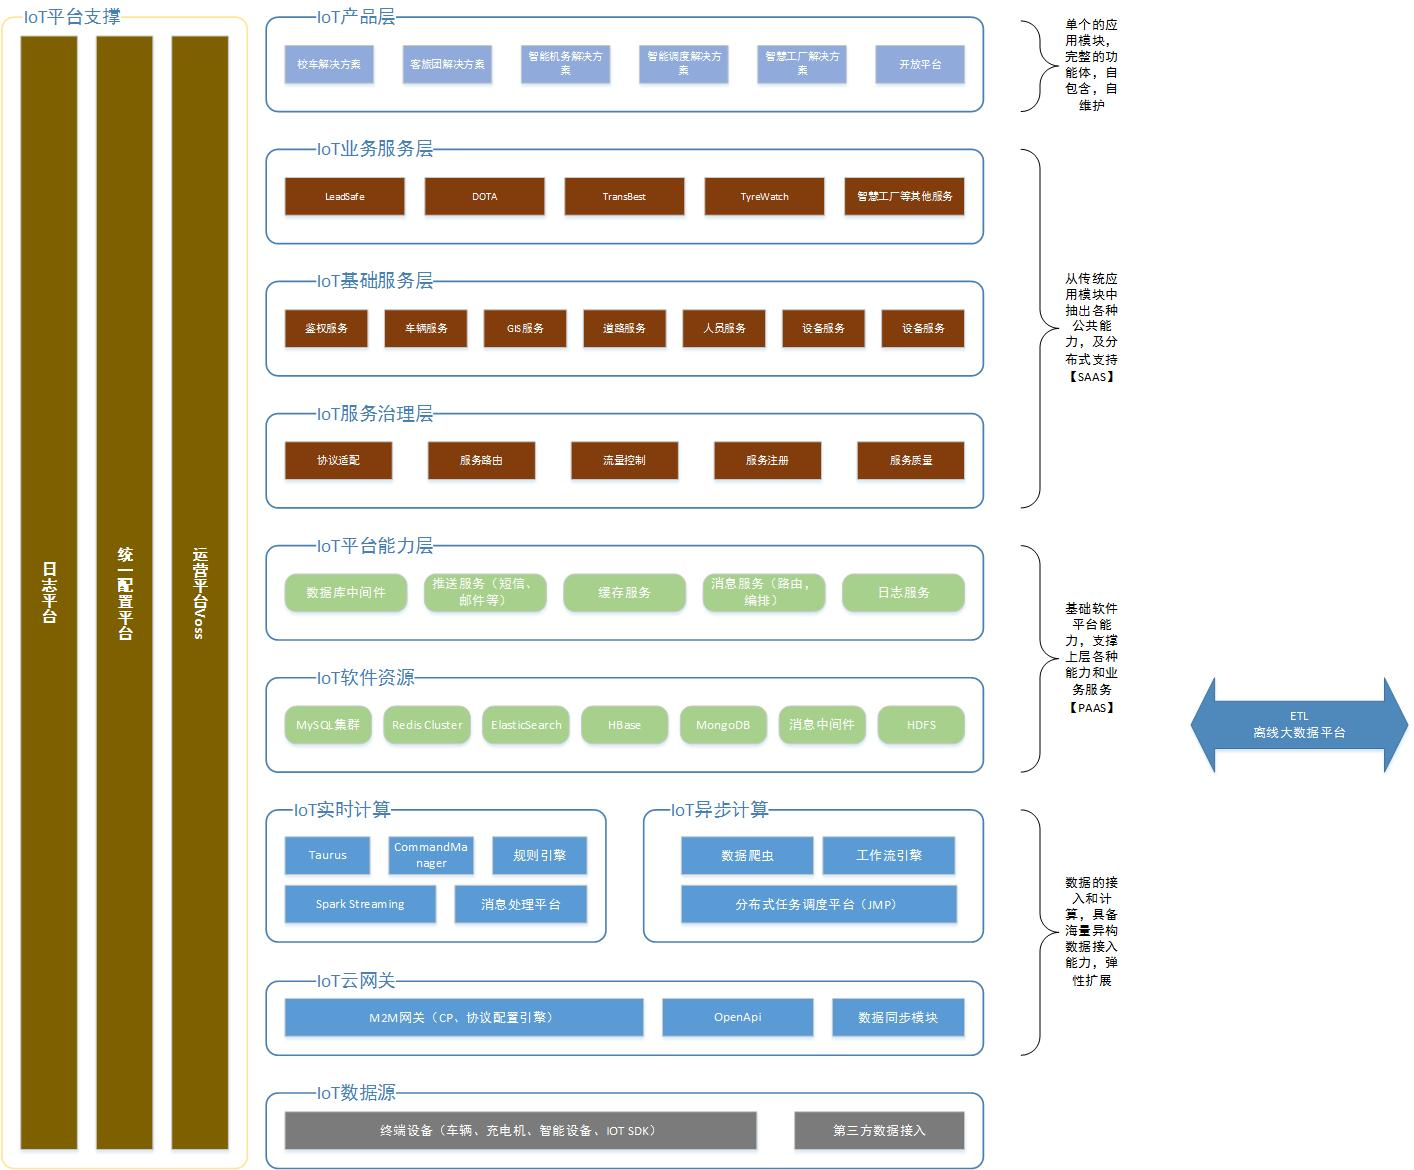 IoT平台支撑
日志平台
统一配置平台
运营平台Voss
IoT产品层
校车解决方案
客旅团解决方案
智能机务解决方
案
智能调度解决方
案
智慧工厂解决方
案
开放平台
单个的应
用模块，
完整的功
能体，自
包含，自
维护
IoT业务服务层
LeadSafe
DOTA
TransBest
TyreWatch
智慧工厂等其他服务
IoT基础服务层
鉴权服务
车辆服务
GIS服务
道路服务
人员服务
设备服务
设备服务
IoT服务治理层
协议适配
服务路由
流量控制
服务注册
服务质量
从传统应
用模块中
抽出各种
公共能
力，及分
布式支持
【SAAS】
IoT平台能力层
数据库中间件
推送服务（短信、
邮件等）
缓存服务
消息服务（路由，
编排）
日志服务
IoT软件资源
MySQL集群
Redis Cluster
ElasticSearch
HBase
MongoDB
消息中间件
HDFS
基础软件
平台能
力，支撑
上层各种
能力和业
务服务
【PAAS】
ETL
离线大数据平台
IoT实时计算
Taurus
CommandMa
nager
规则引擎
Spark Streaming
消息处理平台
IoT异步计算
数据爬虫
工作流引擎
分布式任务调度平台（JMP）
IoT云网关
M2M网关（CP、协议配置引擎）
OpenApi
数据同步模块
数据的接
入和计
算，具备
海量异构
数据接入
能力，弹
性扩展
IoT数据源
终端设备（车辆、充电机、智能设备、IOT SDK）
第三方数据接入